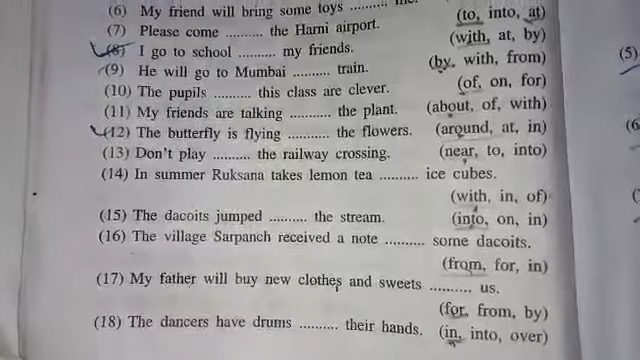 (6) My friend will bring some toys .......... me.
(to, into, at)
(7) Please come .......... the Harni airport.
(with, at, by)
(8) I go to school .......... my friends.
(by, with, from)
(9) He will go to Mumbai .......... train.
(of, on, for)
(10) The pupils .......... this class are clever.
(about, of, with)
(11) My friends are talking .......... the plant.
(around, at, in)
(12) The butterfly is flying .......... the flowers.
(near, to, into)
(13) Don't play .......... the railway crossing.
(14) In summer Ruksana takes lemon tea .......... ice cubes.
(with, in, of)
(15) The dacoits jumped .......... the stream.
(into, on, in)
(16) The village Sarpanch received a note .......... some dacoits.
(from, for, in)
(17) My father will buy new clothes and sweets .......... us.
(for, from, by)
(18) The dancers have drums .......... their hands. (in, into, over)
(5)
(6